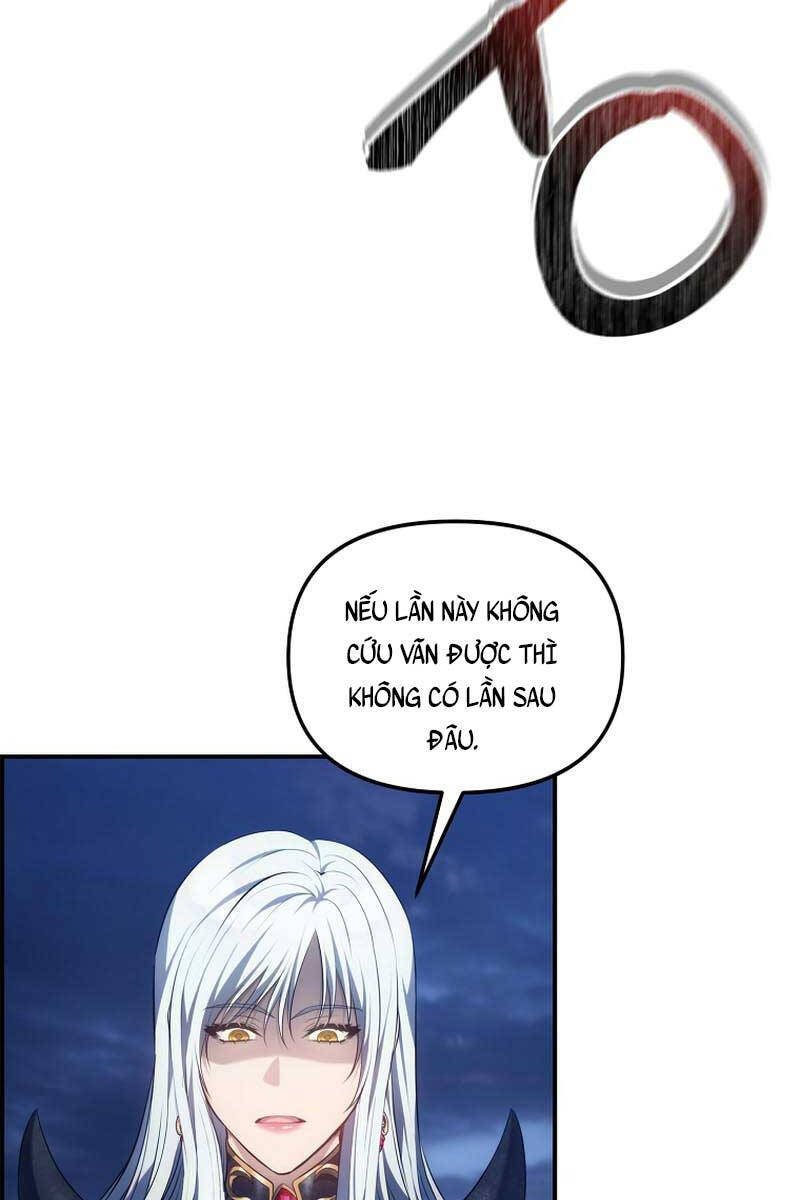 NẾU LẦN NÀY KHÔNG
CỨU VÃN ĐƯỢC THÌ
KHÔNG CÓ LẦN SAU
ĐÂU.